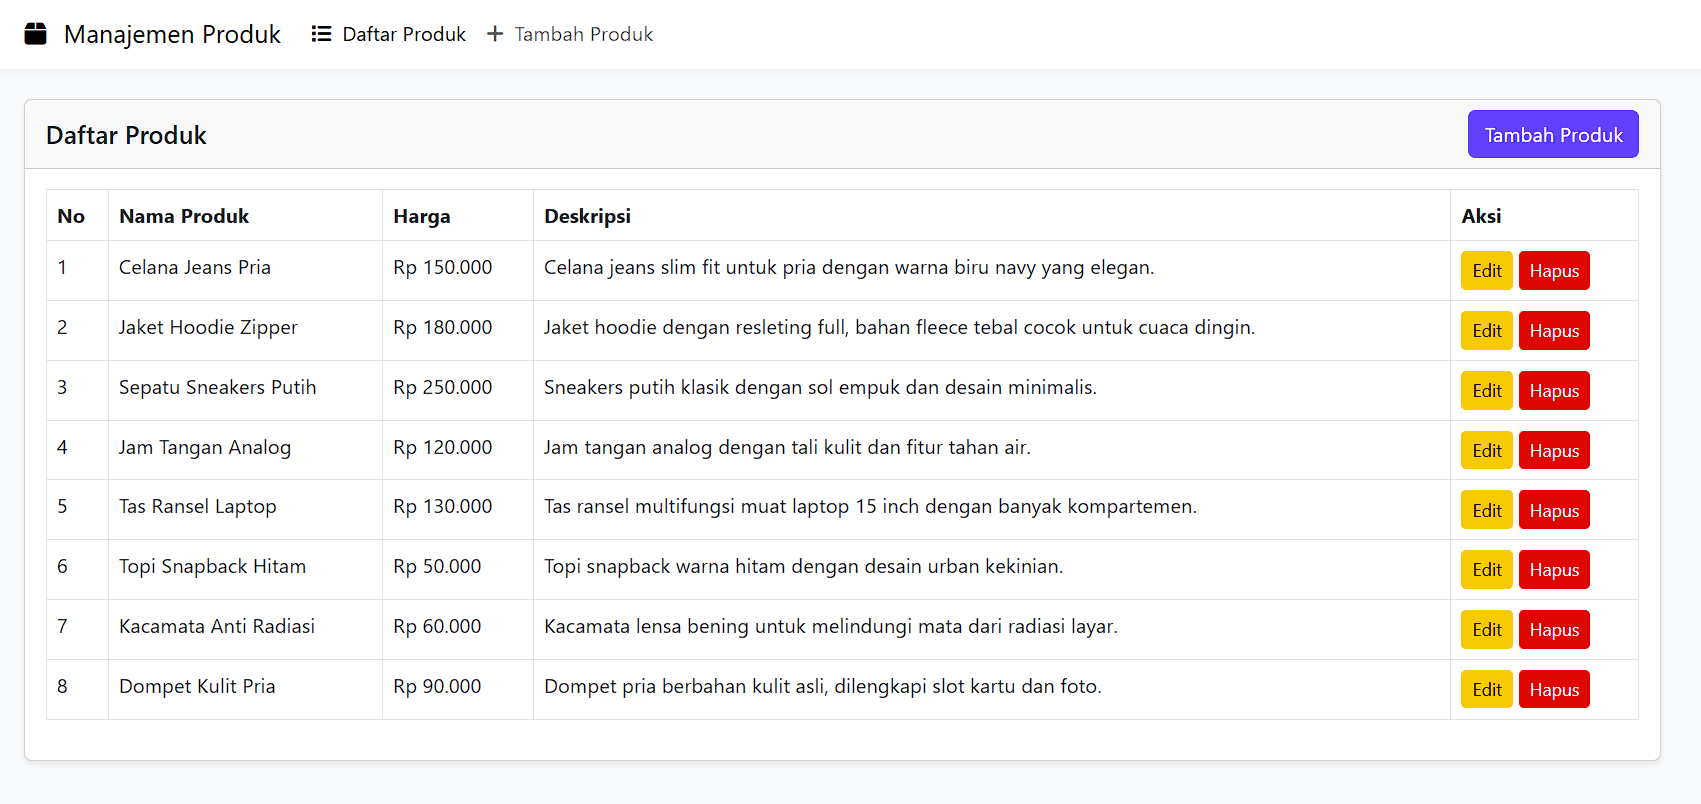 Manajemen Produk Daftar Produk Tambah Produk
Daftar Produk Tambah Produk
No Nama Produk Harga Deskripsi Aksi
1 Celana Jeans Pria Rp 150.000 Celana jeans slim fit untuk pria dengan warna biru navy yang elegan. Edit Hapus
2 Jaket Hoodie Zipper Rp 180.000 Jaket hoodie dengan resleting full, bahan fleece tebal cocok untuk cuaca dingin. Edit Hapus
3 Sepatu Sneakers Putih Rp 250.000 Sneakers putih klasik dengan sol empuk dan desain minimalis. Edit Hapus
4 Jam Tangan Analog Rp 120.000 Jam tangan analog dengan tali kulit dan fitur tahan air. Edit Hapus
5 Tas Ransel Laptop Rp 130.000 Tas ransel multifungsi muat laptop 15 inch dengan banyak kompartemen. Edit Hapus
6 Topi Snapback Hitam Rp 50.000 Topi snapback warna hitam dengan desain urban kekinian. Edit Hapus
7 Kacamata Anti Radiasi Rp 60.000 Kacamata lensa bening untuk melindungi mata dari radiasi layar. Edit Hapus
8 Dompet Kulit Pria Rp 90.000 Dompet pria berbahan kulit asli, dilengkapi slot kartu dan foto. Edit Hapus